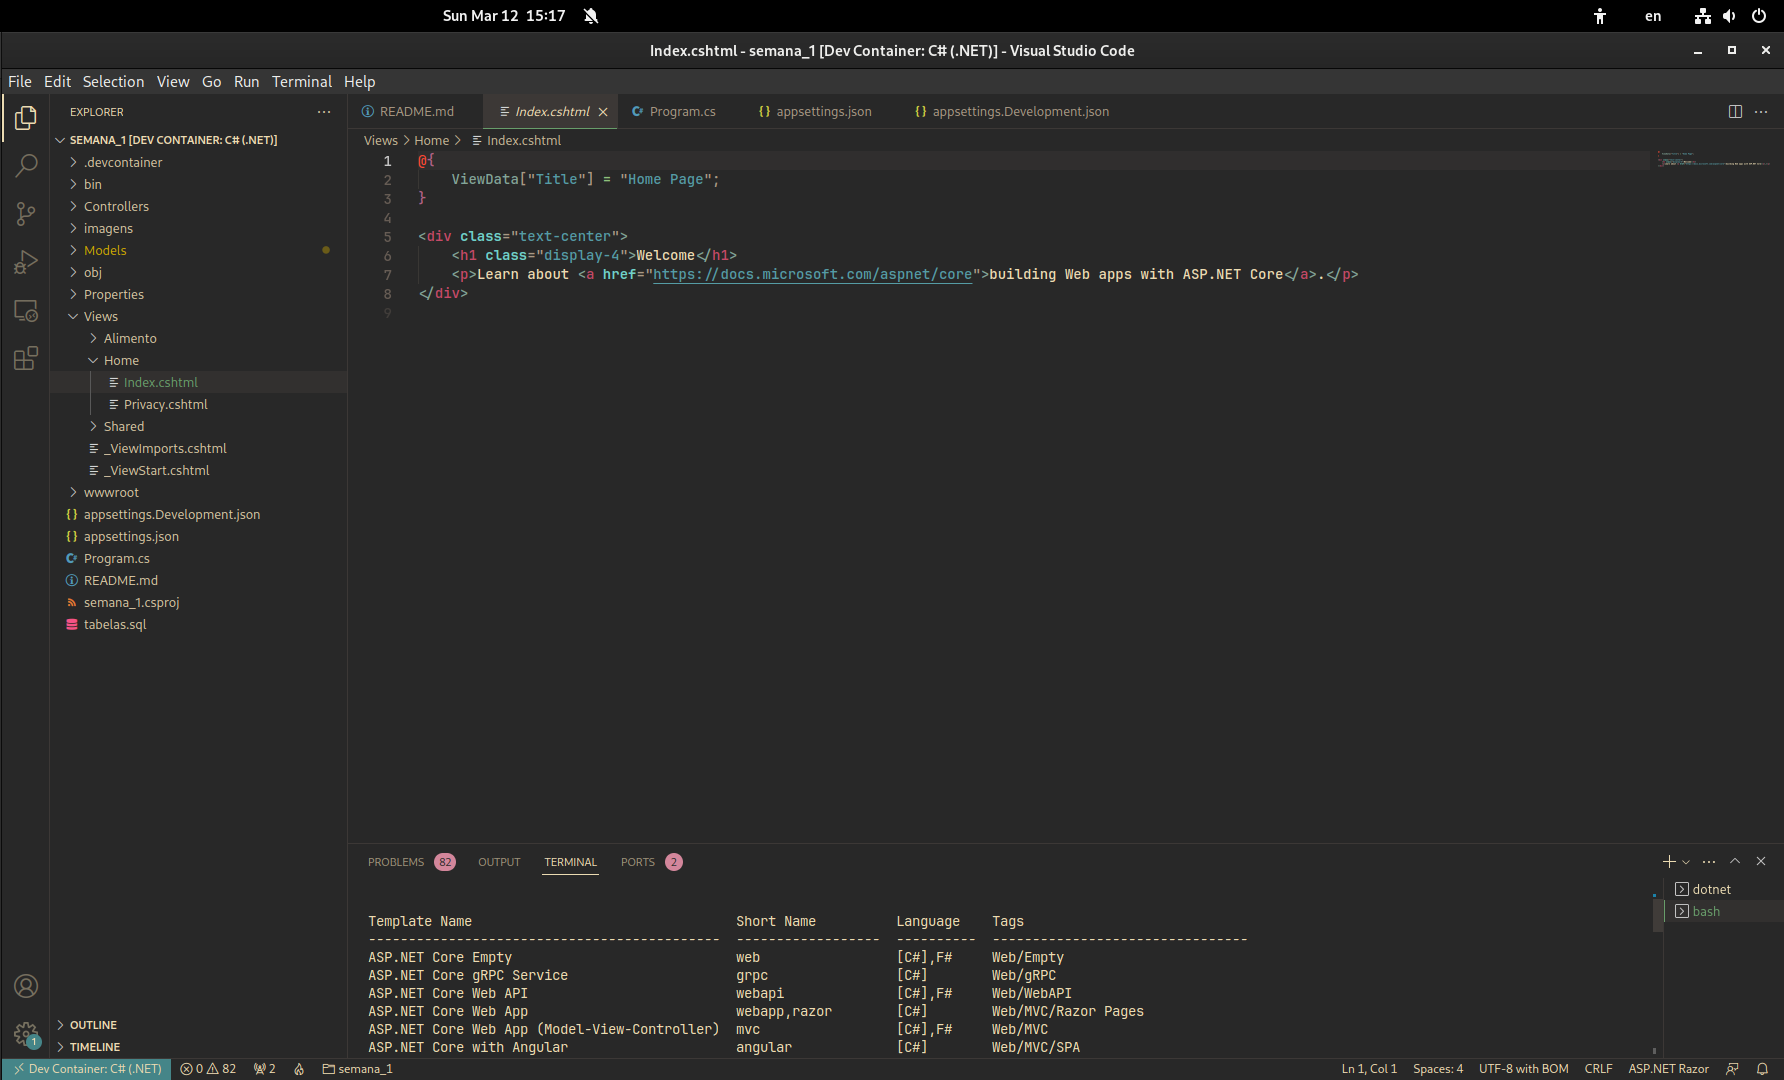 Sun Mar 12 15:17
en
Index.cshtml - semana_1 [Dev Container: C# (.NET)] - Visual Studio Code
File Edit Selection View Go Run Terminal Help
EXPLORER
SEMANA_1 [DEV CONTAINER: C# (.NET)]
.devcontainer
bin
Controllers
imagens
Models
obj
Properties
Views
Alimento
Home
Index.cshtml
Privacy.cshtml
Shared
_ViewImports.cshtml
_ViewStart.cshtml
wwwroot
{} appsettings.Development.json
{} appsettings.json
C# Program.cs
README.md
semana_1.csproj
tabelas.sql
OUTLINE
TIMELINE
1
README.md Index.cshtml C# Program.cs {} appsettings.json {} appsettings.Development.json
Views > Home > Index.cshtml
1 @{
2 ViewData["Title"] = "Home Page";
3 }
4
5 <div class="text-center">
6 <h1 class="display-4">Welcome</h1>
7 <p>Learn about <a href="https://docs.microsoft.com/aspnet/core">building Web apps with ASP.NET Core</a>.</p>
8 </div>
9
PROBLEMS 82 OUTPUT TERMINAL PORTS 2
Template Name Short Name Language Tags
-------------------------------------------- ------------------ ---------- --------------------------------
ASP.NET Core Empty web [C#],F# Web/Empty
ASP.NET Core gRPC Service grpc [C#] Web/gRPC
ASP.NET Core Web API webapi [C#],F# Web/WebAPI
ASP.NET Core Web App webapp,razor [C#] Web/MVC/Razor Pages
ASP.NET Core Web App (Model-View-Controller) mvc [C#],F# Web/MVC
ASP.NET Core with Angular angular [C#] Web/MVC/SPA
dotnet
bash
Dev Container: C# (.NET) 0 82 2 semana_1 Ln 1, Col 1 Spaces: 4 UTF-8 with BOM CRLF ASP.NET Razor